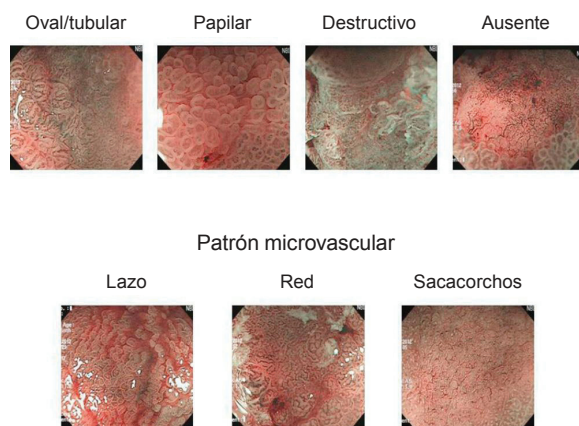 Oval/tubular Papilar Destructivo Ausente
Patrón microvascular
Lazo Red Sacacorchos